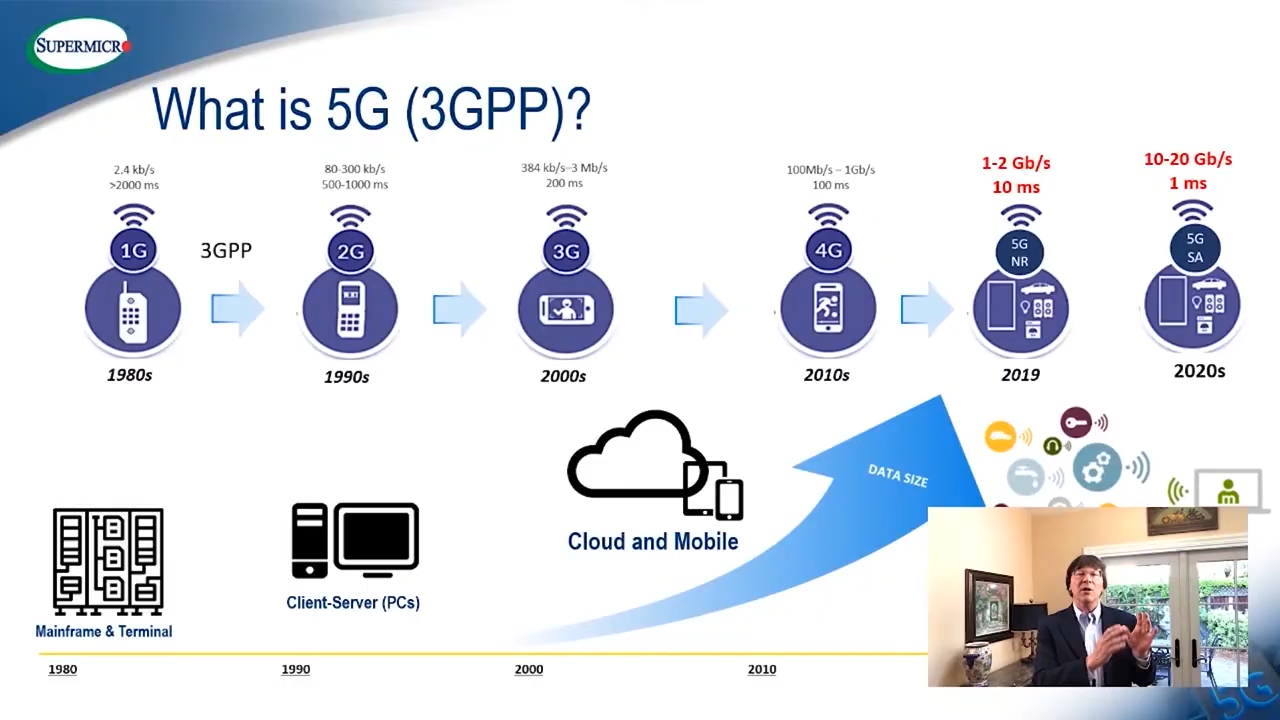 SUPERMICRO
What is 5G (3GPP)?
2.4 kb/s
>2000 ms
80-300 kb/s
500-1000 ms
384 kb/s–3 Mb/s
200 ms
100Mb/s – 1Gb/s
100 ms
1-2 Gb/s
10 ms
10-20 Gb/s
1 ms
1G
3GPP
2G
3G
4G
5G
NR
5G
SA
1980s
1990s
2000s
2010s
2019
2020s
DATA SIZE
Cloud and Mobile
Client-Server (PCs)
Mainframe & Terminal
1980
1990
2000
2010
5G